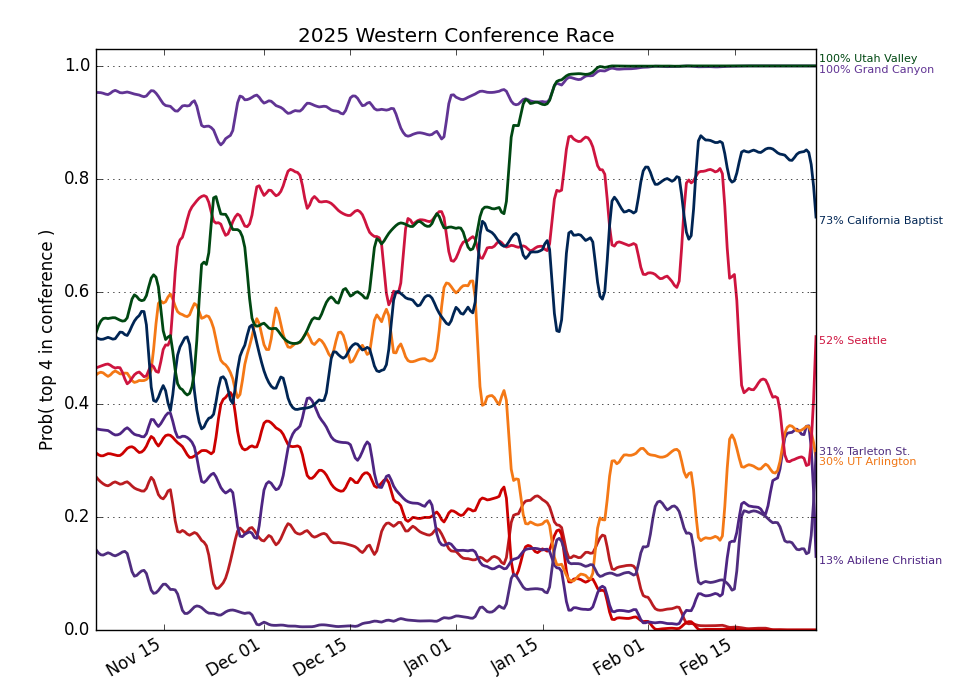 2025 Western Conference Race
Prob( top 4 in conference )
1.0
0.8
0.6
0.4
0.2
0.0
Nov 15
Dec 01
Dec 15
Jan 01
Jan 15
Feb 01
Feb 15
100% Utah Valley
100% Grand Canyon
73% California Baptist
52% Seattle
31% Tarleton St.
30% UT Arlington
13% Abilene Christian